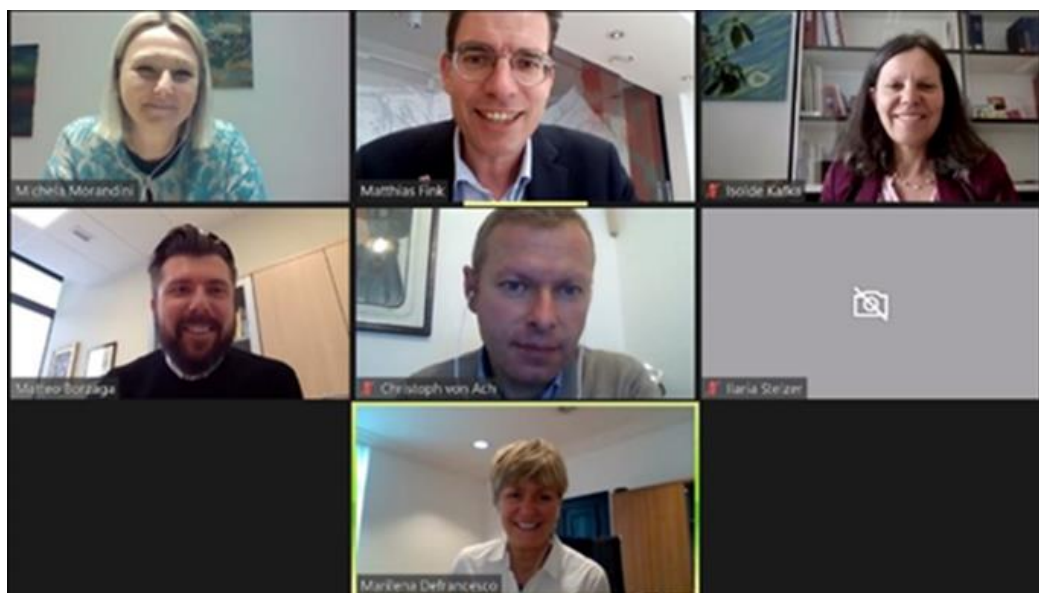 Michela Morandini
Matthias Fink
Isolde Kafka
Matteo Borzaga
Christoph von Ach
Ilaria Stelzer
Marilena Defrancesco